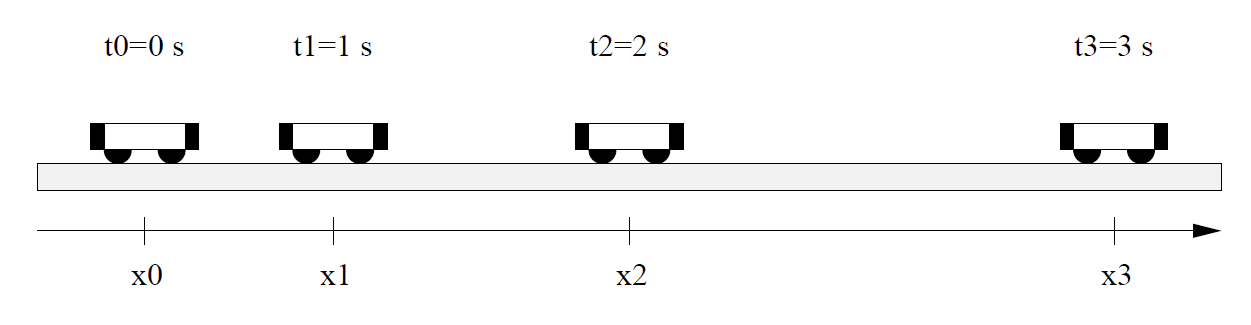 t0=0 s t1=1 s t2=2 s t3=3 s
x0 x1 x2 x3